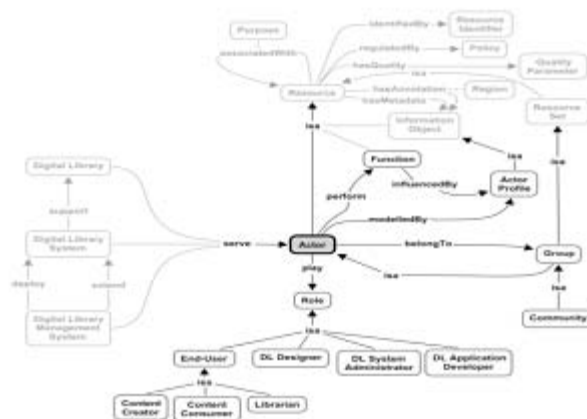 Purpose
identifiedBy
Resource
Identifier
associatedWith
regulatedBy
Policy
hasQuality
Quality
Parameter
isa
Resource
hasAnnotation
Region
hasMetadata
Resource
Set
Information
Object
isa
Digital Library
Function
isa
isa
influencedBy
Actor
Profile
perform
support
modelledBy
Digital Library
System
serve
Actor
belongTo
Group
play
isa
deploy
extend
isa
Role
Digital Library
Management
System
Community
isa
End-User
DL Designer
DL System
Administrator
DL Application
Developer
isa
Content
Creator
Content
Consumer
Librarian